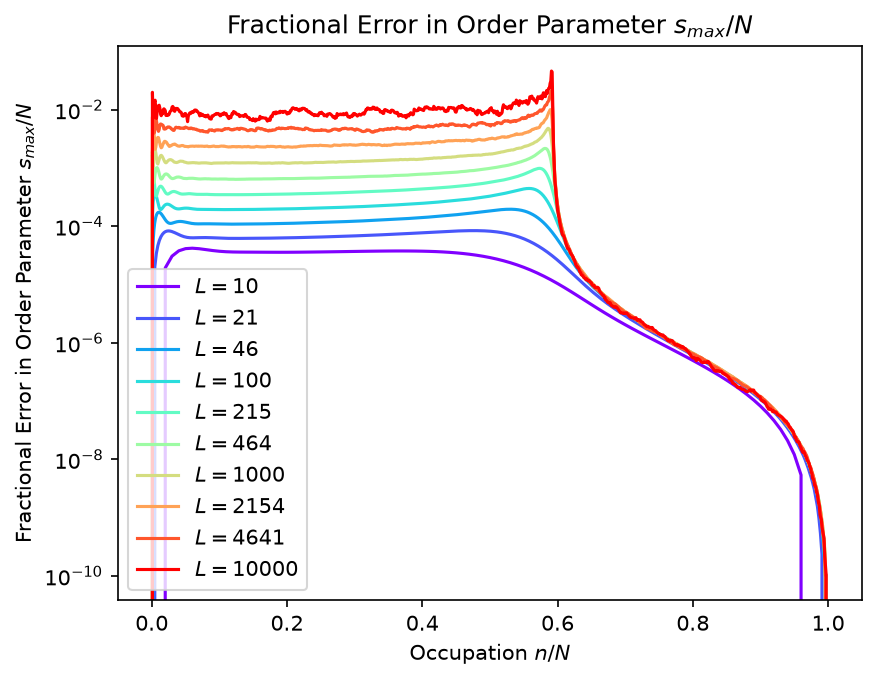 Fractional Error in Order Parameter s_max/N
Fractional Error in Order Parameter s_max/N
10^-2
10^-4
10^-6
10^-8
10^-10
L = 10
L = 21
L = 46
L = 100
L = 215
L = 464
L = 1000
L = 2154
L = 4641
L = 10000
0.0 0.2 0.4 0.6 0.8 1.0
Occupation n/N